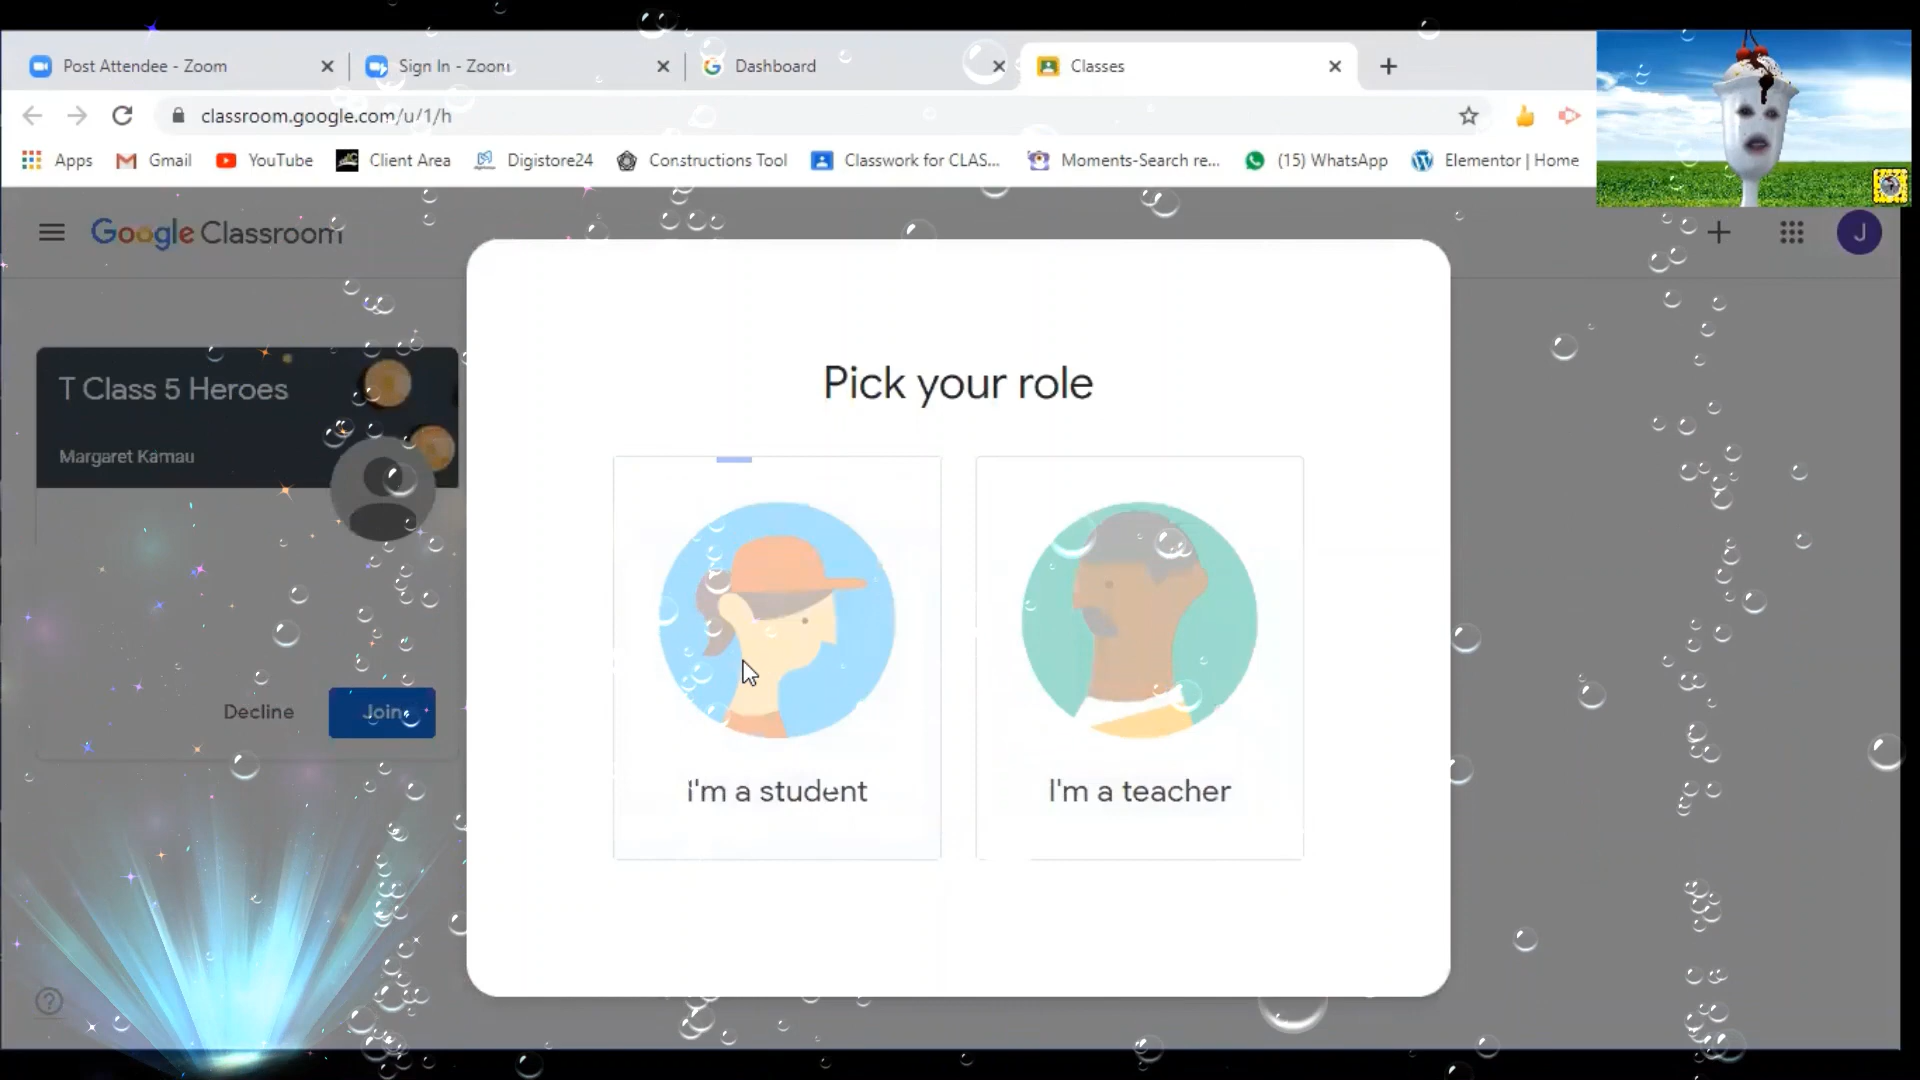 Post Attendee - Zoom
Sign In - Zoom
Dashboard
Classes
classroom.google.com/u/1/h
Apps
Gmail
YouTube
Client Area
Digistore24
Constructions Tool
Classwork for CLAS...
Moments-Search re...
(15) WhatsApp
Elementor | Home
Google Classroom
J
T Class 5 Heroes
Margaret Kamau
Decline
Join
Pick your role
I'm a student
I'm a teacher